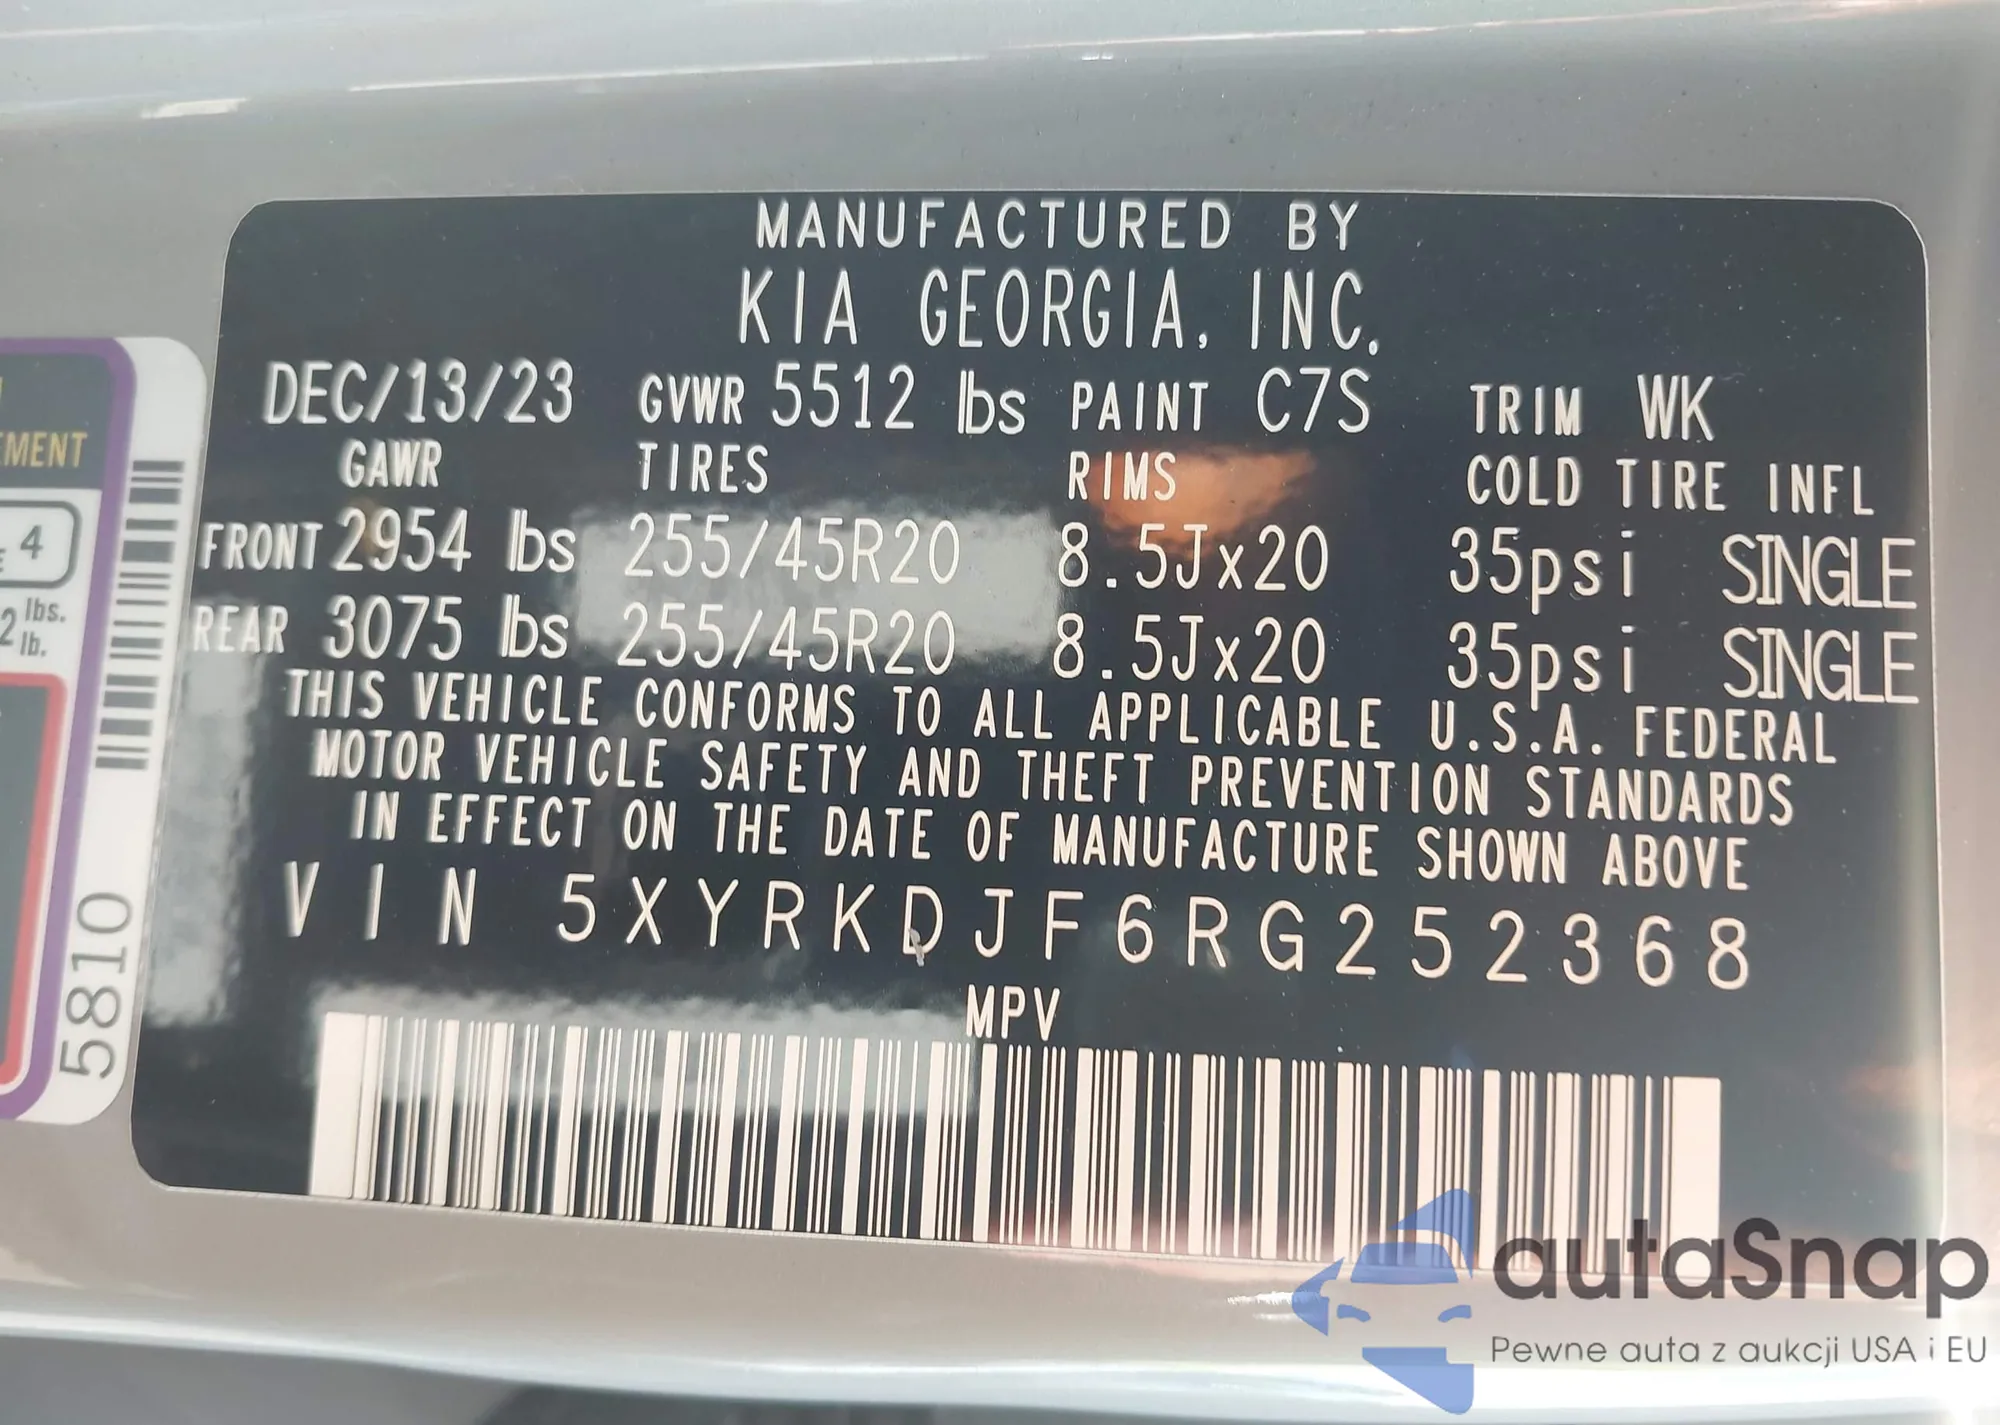 MANUFACTURED BY
KIA GEORGIA, INC.
DEC/13/23 GVWR 5512 lbs PAINT C7S TRIM WK
GAWR TIRES RIMS COLD TIRE INFL
FRONT 2954 lbs 255/45R20 8.5Jx20 35psi SINGLE
REAR 3075 lbs 255/45R20 8.5Jx20 35psi SINGLE
THIS VEHICLE CONFORMS TO ALL APPLICABLE U.S.A. FEDERAL
MOTOR VEHICLE SAFETY AND THEFT PREVENTION STANDARDS
IN EFFECT ON THE DATE OF MANUFACTURE SHOWN ABOVE
VIN 5XYRKDJF6RG252368
MPV
4
lbs.
lb.
5810
autaSnap
Pewne auta z aukcji USA i EU